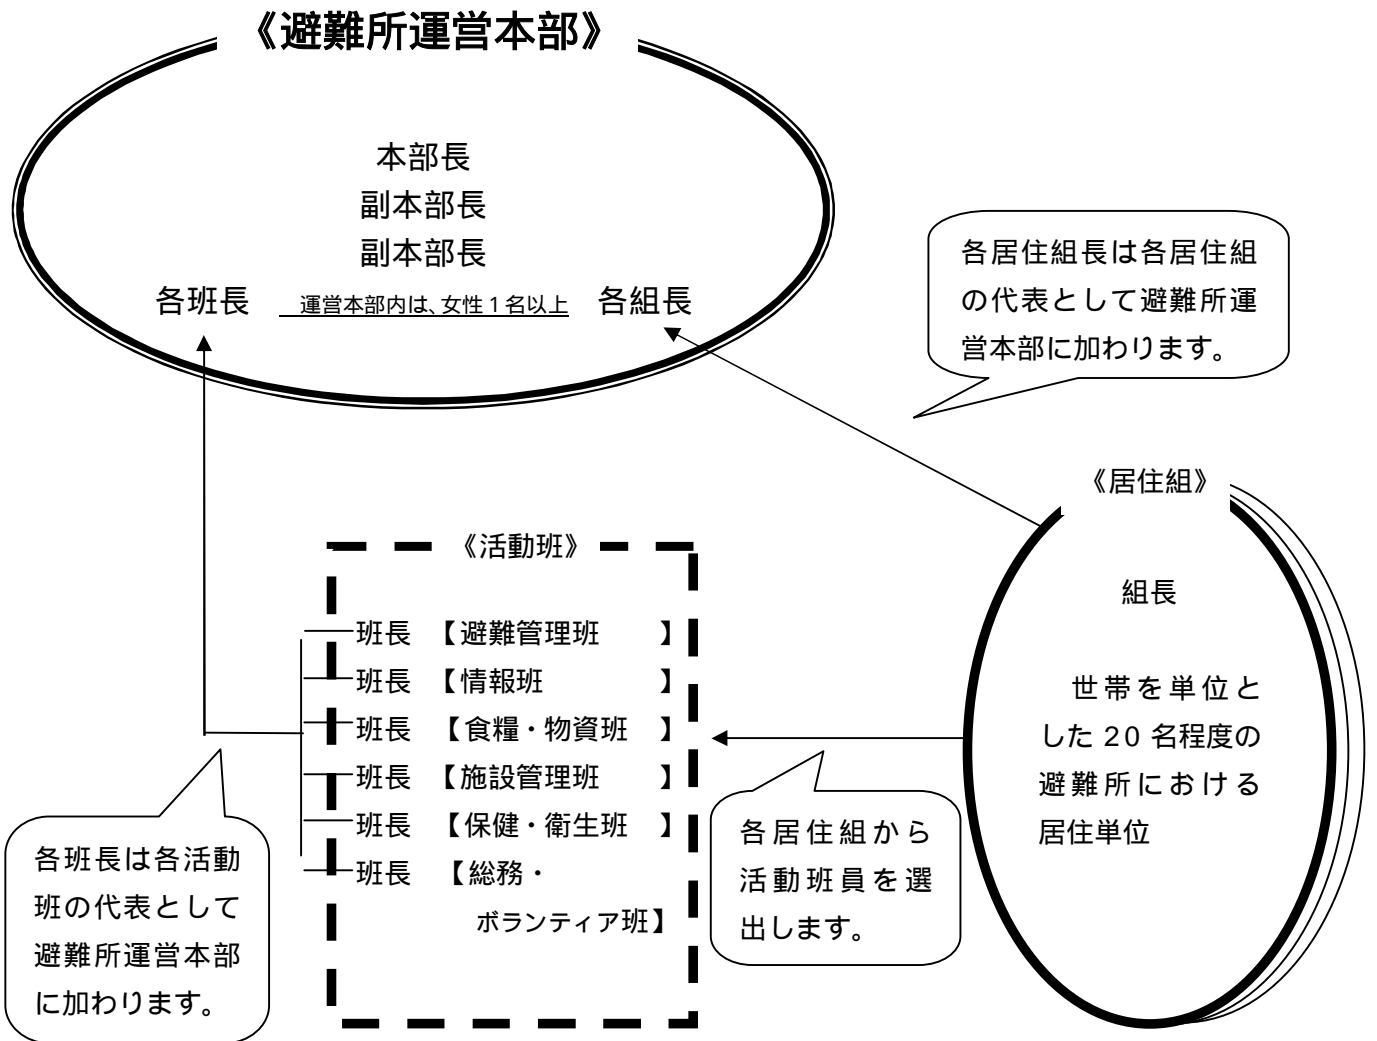 《避難所運営本部》
本部長
副本部長
副本部長
各班長 運営本部内は、女性1名以上 各組長
各居住組長は各居住組
の代表として避難所運
営本部に加わります。
《居住組》
組長
世帯を単位と
した 20 名程度の
避難所における
居住単位
《活動班》
班長 【避難管理班 】
班長 【情報班 】
班長 【食糧・物資班 】
班長 【施設管理班 】
班長 【保健・衛生班 】
班長 【総務・
ボランティア班】
各居住組から
活動班員を選
出します。
各班長は各活動
班の代表として
避難所運営本部
に加わります。